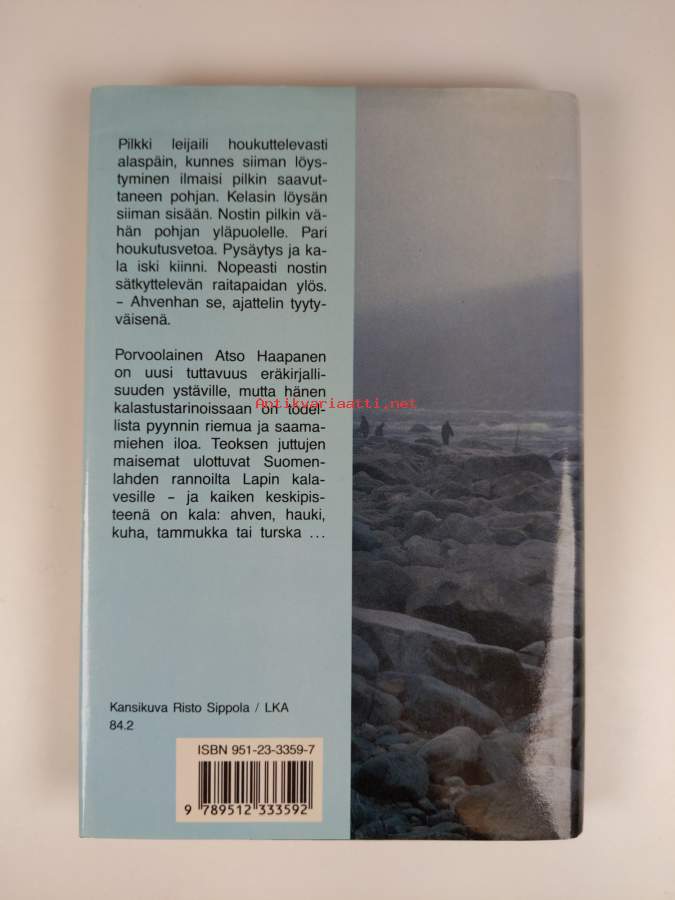 Pilkki leijaili houkuttelevasti
alaspäin, kunnes siiman löys-
tyminen ilmaisi pilkin saavut-
taneen pohjan. Kelasin löysän
siiman sisään. Nostin pilkin vä-
hän pohjan yläpuolelle. Pari
houkutusvetoa. Pysäytys ja ka-
la iski kiinni. Nopeasti nostin
sätkyttelevän raitapaidan ylös.
– Ahvenhan se, ajattelin tyyty-
väisenä.
Porvoolainen Atso Haapanen
on uusi tuttavuus eräkirjalli-
suuden ystäville, mutta hänen
kalastustarinoissaan on todel-
lista pyynnin riemua ja saama-
miehen iloa. Teoksen juttujen
maisemat ulottuvat Suomen-
lahden rannoilta Lapin kala-
vesille – ja kaiken keskipis-
teenä on kala: ahven, hauki,
kuha, tammukka tai turska ...
Antikvariaatti.net
Kansikuva Risto Sippola / LKA
84.2
ISBN 951-23-3359-7
9 789512 333592